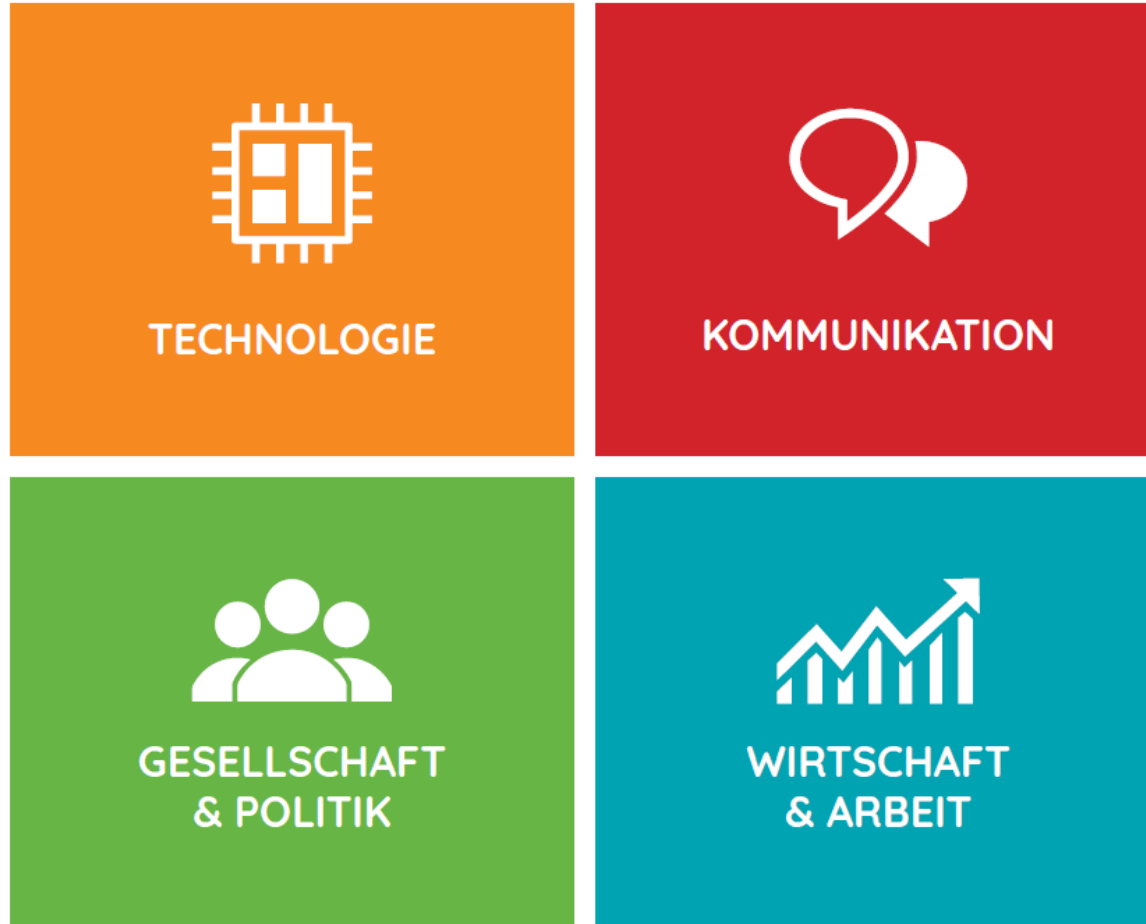 TECHNOLOGIE
KOMMUNIKATION
GESELLSCHAFT
& POLITIK
WIRTSCHAFT
& ARBEIT